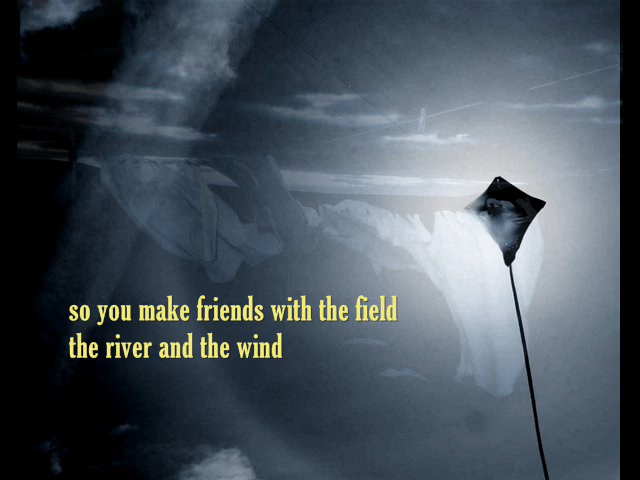 so you make friends with the field
the river and the wind